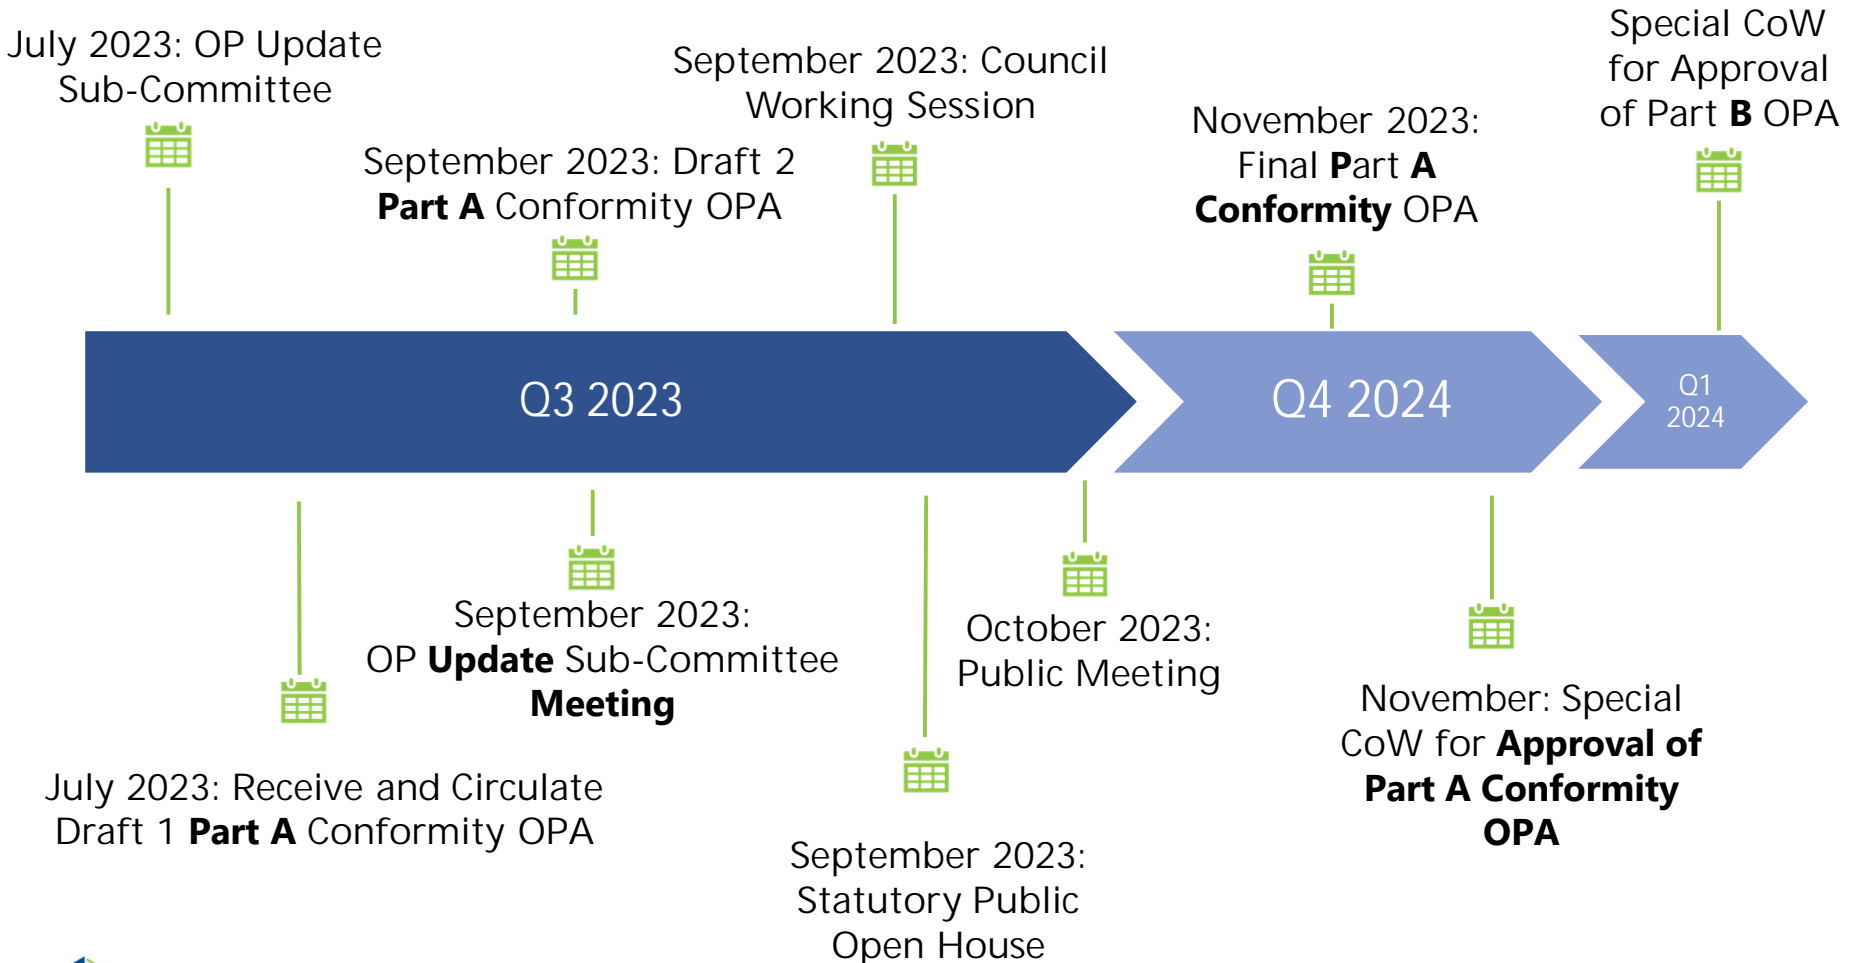 July 2023: OP Update
Sub-Committee
September 2023: Draft 2
Part A Conformity OPA
September 2023: Council
Working Session
November 2023:
Final Part A
Conformity OPA
Special CoW
for Approval
of Part B OPA
Q3 2023
Q4 2024
Q1
2024
July 2023: Receive and Circulate
Draft 1 Part A Conformity OPA
September 2023:
OP Update Sub-Committee
Meeting
September 2023:
Statutory Public
Open House
October 2023:
Public Meeting
November: Special
CoW for Approval of
Part A Conformity
OPA